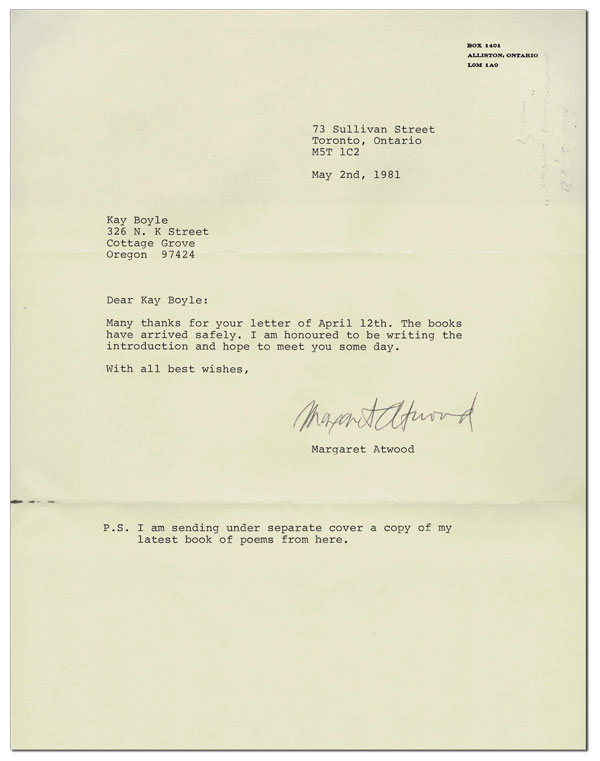 BOX 1401
ALLISTON, ONTARIO
L0M 1A0
73 Sullivan Street
Toronto, Ontario
M5T 1C2
May 2nd, 1981
Kay Boyle
326 N. K Street
Cottage Grove
Oregon  97424
Dear Kay Boyle:
Many thanks for your letter of April 12th. The books
have arrived safely. I am honoured to be writing the
introduction and hope to meet you some day.
With all best wishes,
Margaret Atwood
Margaret Atwood
P.S. I am sending under separate cover a copy of my
latest book of poems from here.